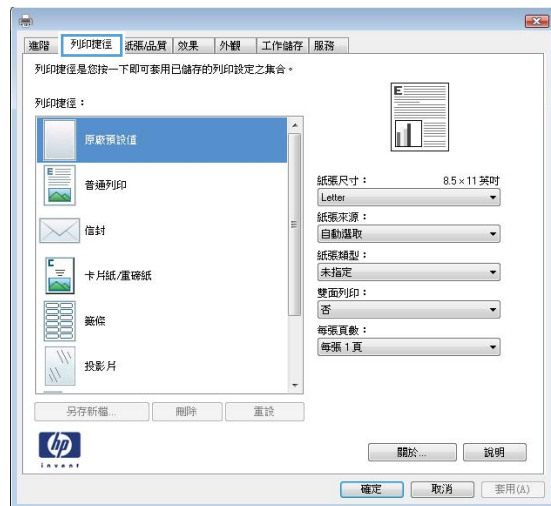 進階 列印捷徑 紙張/品質 效果 外觀 工作儲存 服務
列印捷徑是您按一下即可套用已儲存的列印設定之集合。
列印捷徑：
原廠預設值
普通列印
信封
卡片紙/重磅紙
籤條
投影片
另存新檔... 刪除 重設
E
紙張尺寸： 8.5 × 11 英吋
Letter
紙張來源：
自動選取
紙張類型：
未指定
雙面列印：
否
每張頁數：
每張 1 頁
hp
invent
關於... 說明
確定 取消 套用(A)